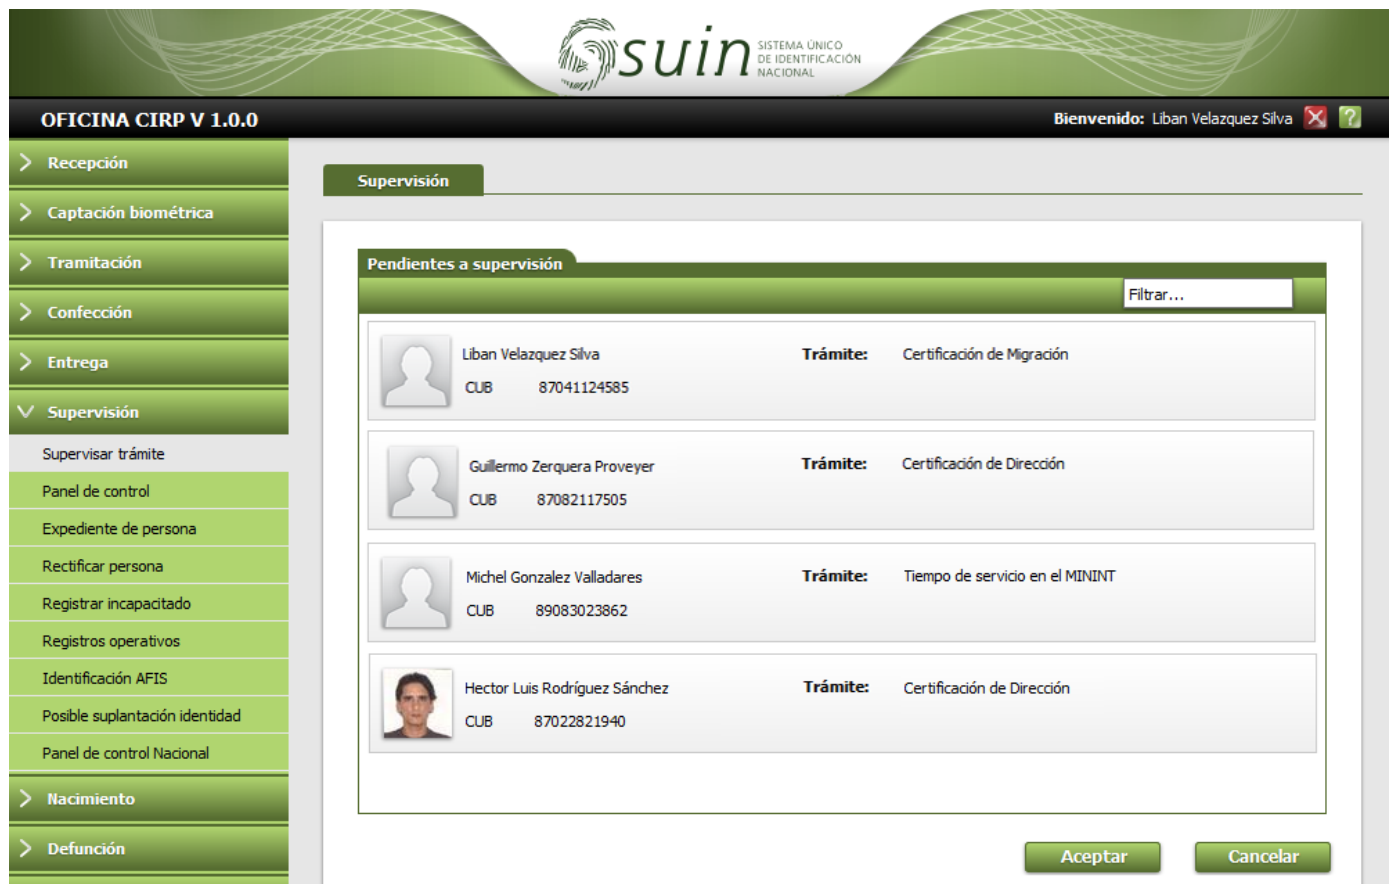 suin SISTEMA ÚNICO
DE IDENTIFICACIÓN
NACIONAL
OFICINA CIRP V 1.0.0
Bienvenido: Liban Velazquez Silva
Recepción
Captación biométrica
Tramitación
Confección
Entrega
Supervisión
Supervisar trámite
Panel de control
Expediente de persona
Rectificar persona
Registrar incapacitado
Registros operativos
Identificación AFIS
Posible suplantación identidad
Panel de control Nacional
Nacimiento
Defunción
Supervisión
Pendientes a supervisión
Filtrar...
Liban Velazquez Silva Trámite: Certificación de Migración
CUB 87041124585
Guillermo Zerquera Proveyer Trámite: Certificación de Dirección
CUB 87082117505
Michel Gonzalez Valladares Trámite: Tiempo de servicio en el MININT
CUB 89083023862
Hector Luis Rodríguez Sánchez Trámite: Certificación de Dirección
CUB 87022821940
Aceptar Cancelar